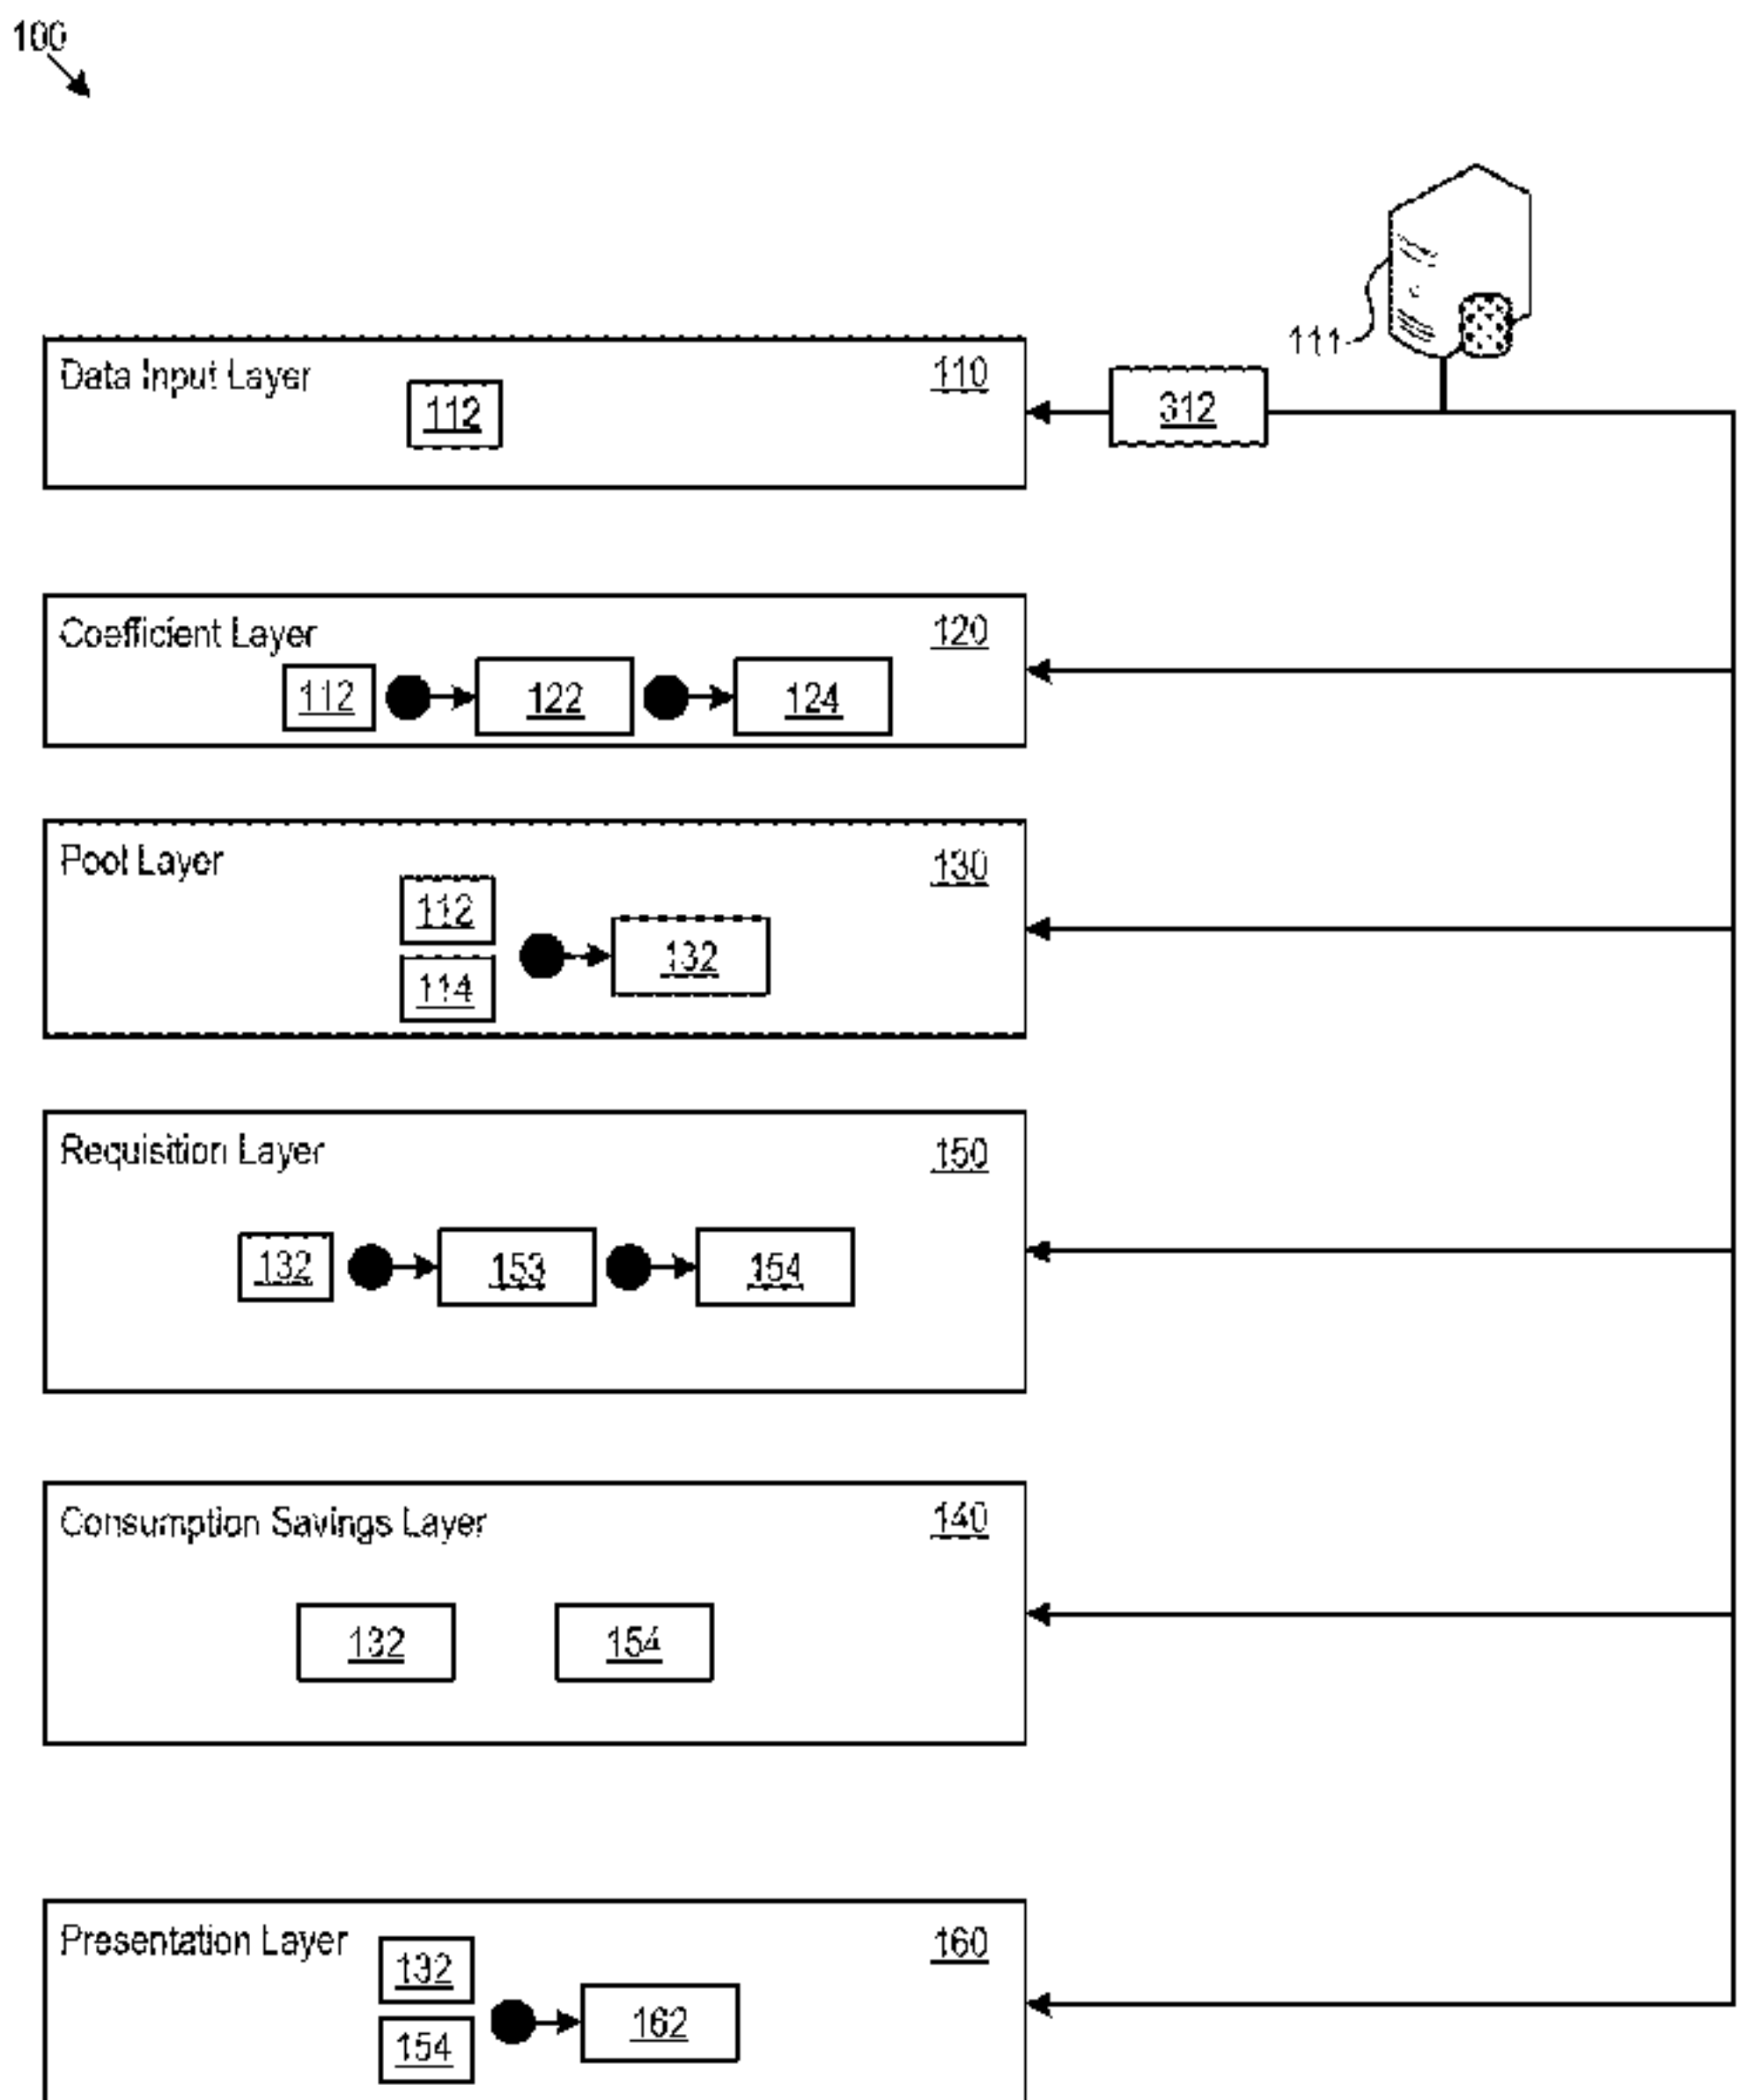 100
111
Data Input Layer 110
112
312
Coefficient Layer 120
112 122 124
Pool Layer 130
112
132
114
Requisition Layer 150
132 153 154
Consumption Savings Layer 140
132 154
Presentation Layer 160
132
162
154